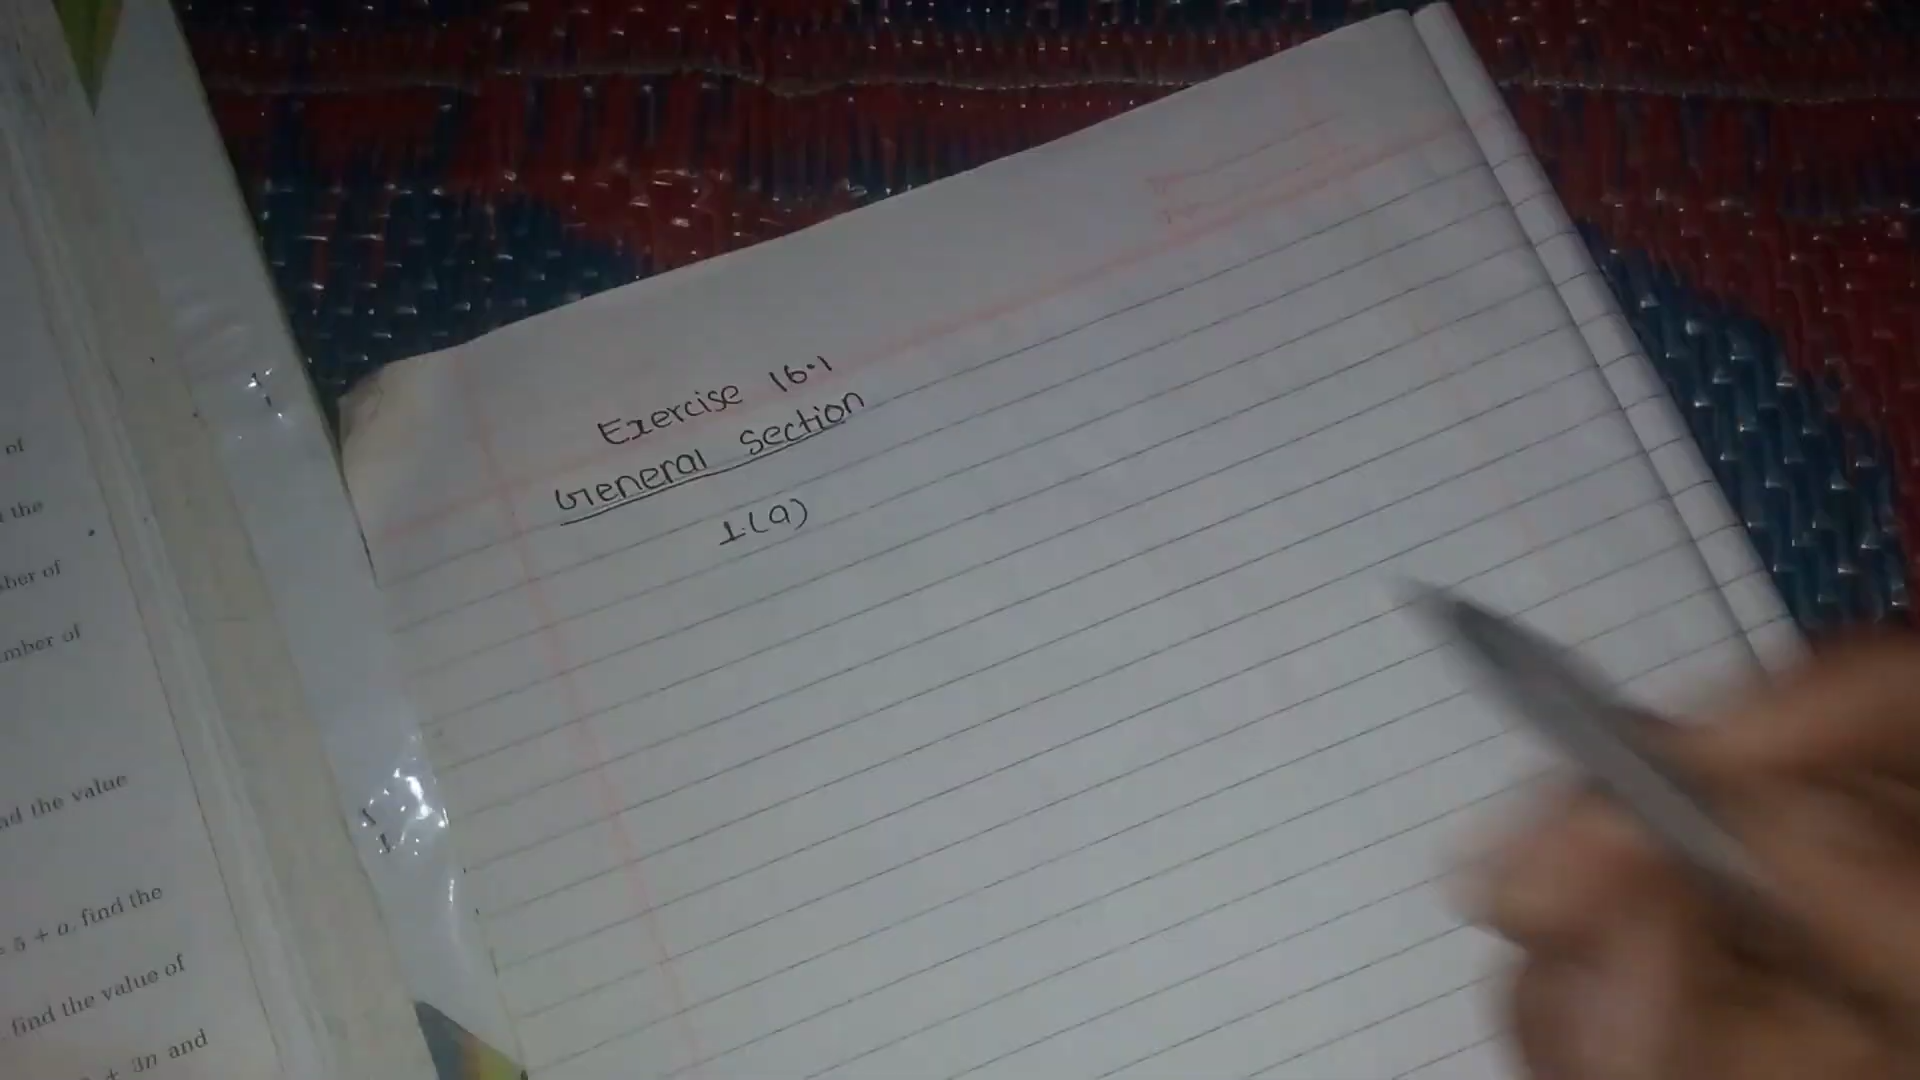 of
the
ber of
mber of
nd the value
= 5 + a, find the
find the value of
+ 3n and
Exercise 16.1
General Section
1.(a)